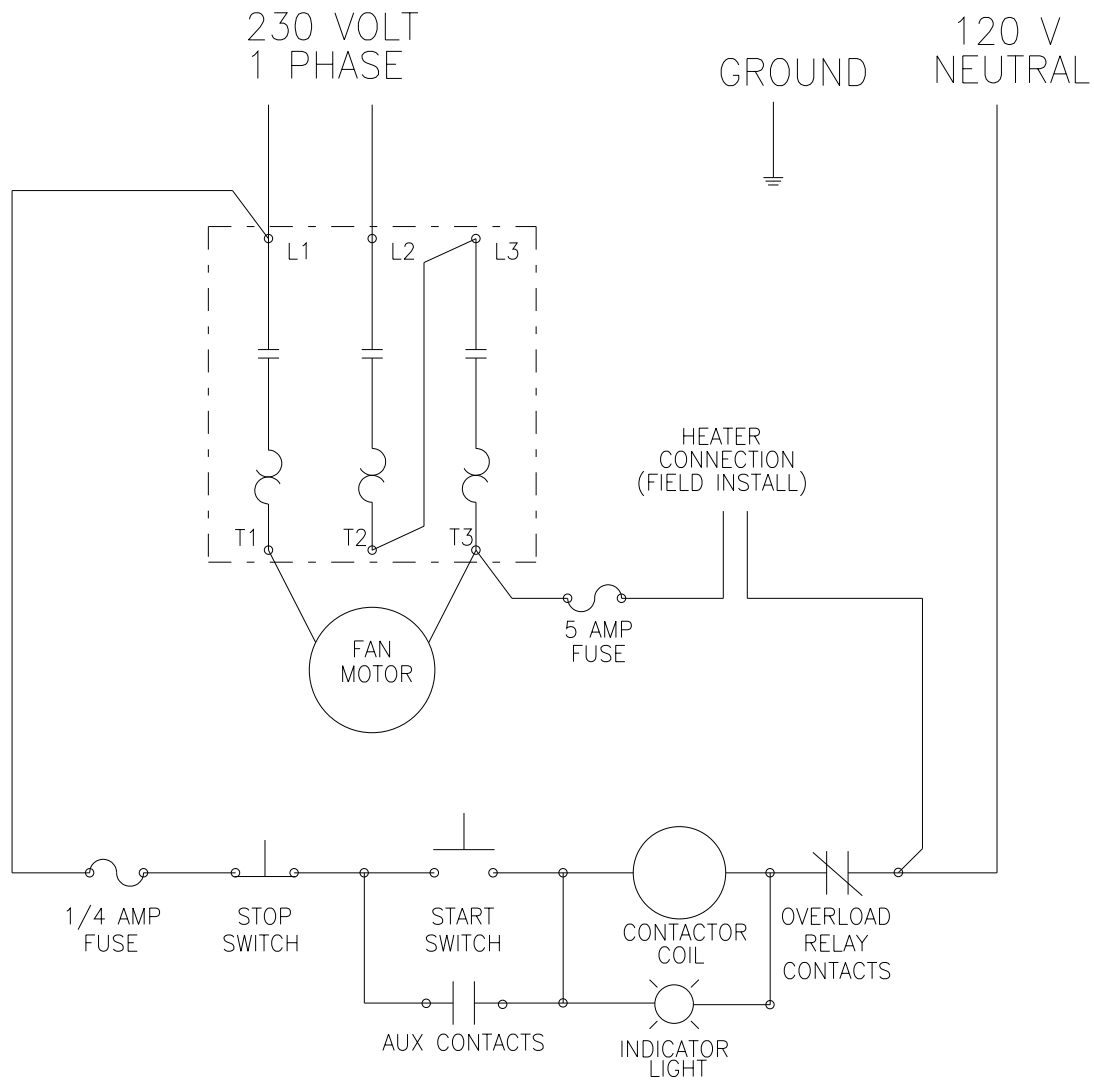 230 VOLT
1 PHASE
GROUND
120 V
NEUTRAL
L1
L2
L3
HEATER
CONNECTION
(FIELD INSTALL)
T1
T2
T3
5 AMP
FUSE
FAN
MOTOR
1/4 AMP
FUSE
STOP
SWITCH
START
SWITCH
CONTACTOR
COIL
OVERLOAD
RELAY
CONTACTS
AUX CONTACTS
INDICATOR
LIGHT